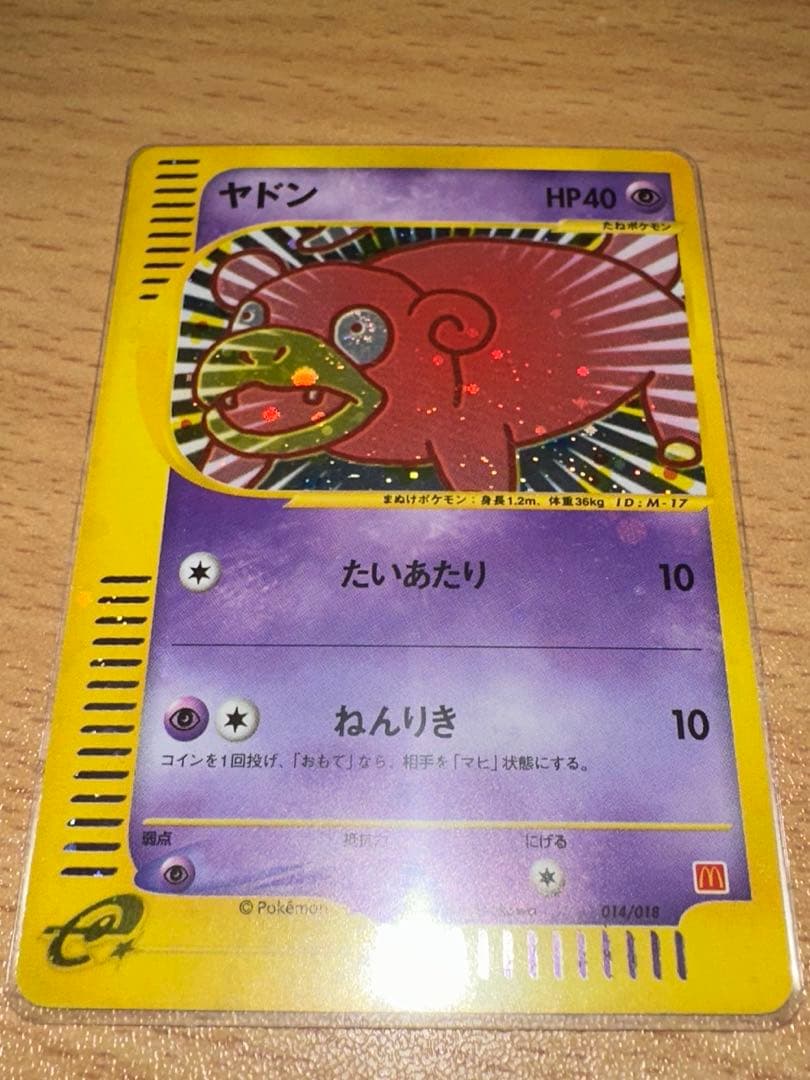 ヤドン HP40
たねポケモン
まぬけポケモン：身長1.2m、体重36kg ID:M-17
たいあたり 10
ねんりき 10
コインを1回投げ、「おもて」なら、相手を「マヒ」状態にする。
弱点 抵抗力 にげる
©Pokémon 014/018